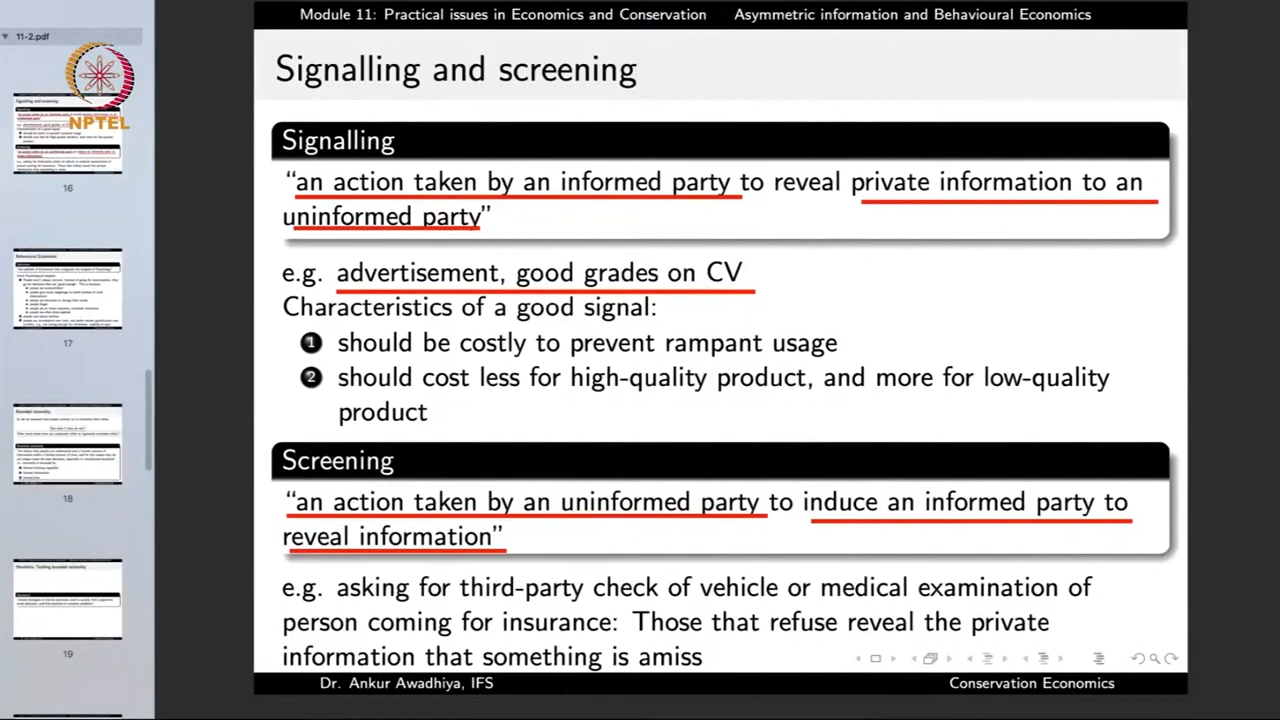 Module 11: Practical issues in Economics and Conservation Asymmetric information and Behavioural Economics
11-2.pdf
NPTEL
16
17
18
19
Signalling and screening
Signalling
“an action taken by an informed party to reveal private information to an
uninformed party”
e.g. advertisement, good grades on CV
Characteristics of a good signal:
1 should be costly to prevent rampant usage
2 should cost less for high-quality product, and more for low-quality
product
Screening
“an action taken by an uninformed party to induce an informed party to
reveal information”
e.g. asking for third-party check of vehicle or medical examination of
person coming for insurance: Those that refuse reveal the private
information that something is amiss
Dr. Ankur Awadhiya, IFS Conservation Economics